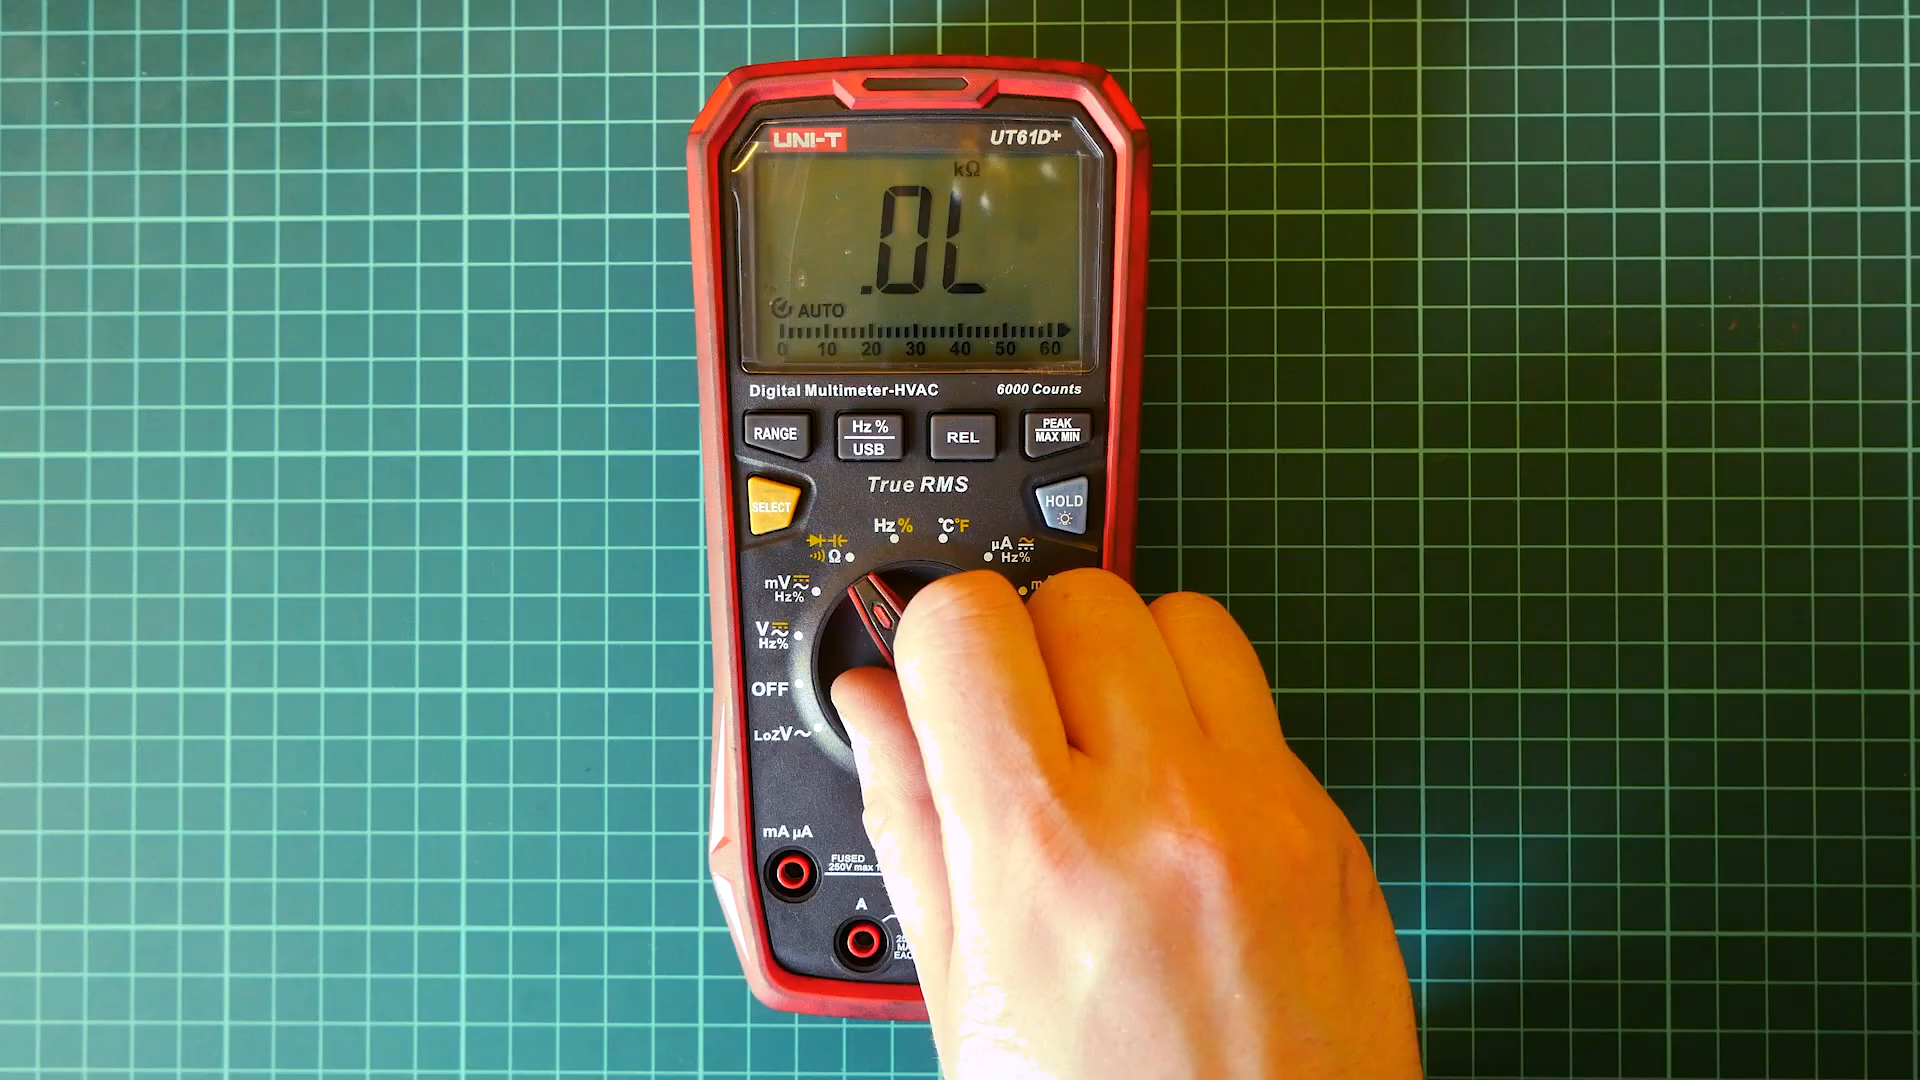 UNI-T UT61D+
kΩ
.0L
AUTO
0 10 20 30 40 50 60
Digital Multimeter-HVAC 6000 Counts
RANGE Hz % USB REL PEAK MAX MIN
True RMS
SELECT HOLD
Hz% °C°F
Ω µA Hz%
mV Hz%
V Hz%
OFF
LozV~
mA µA
FUSED
250V max
A